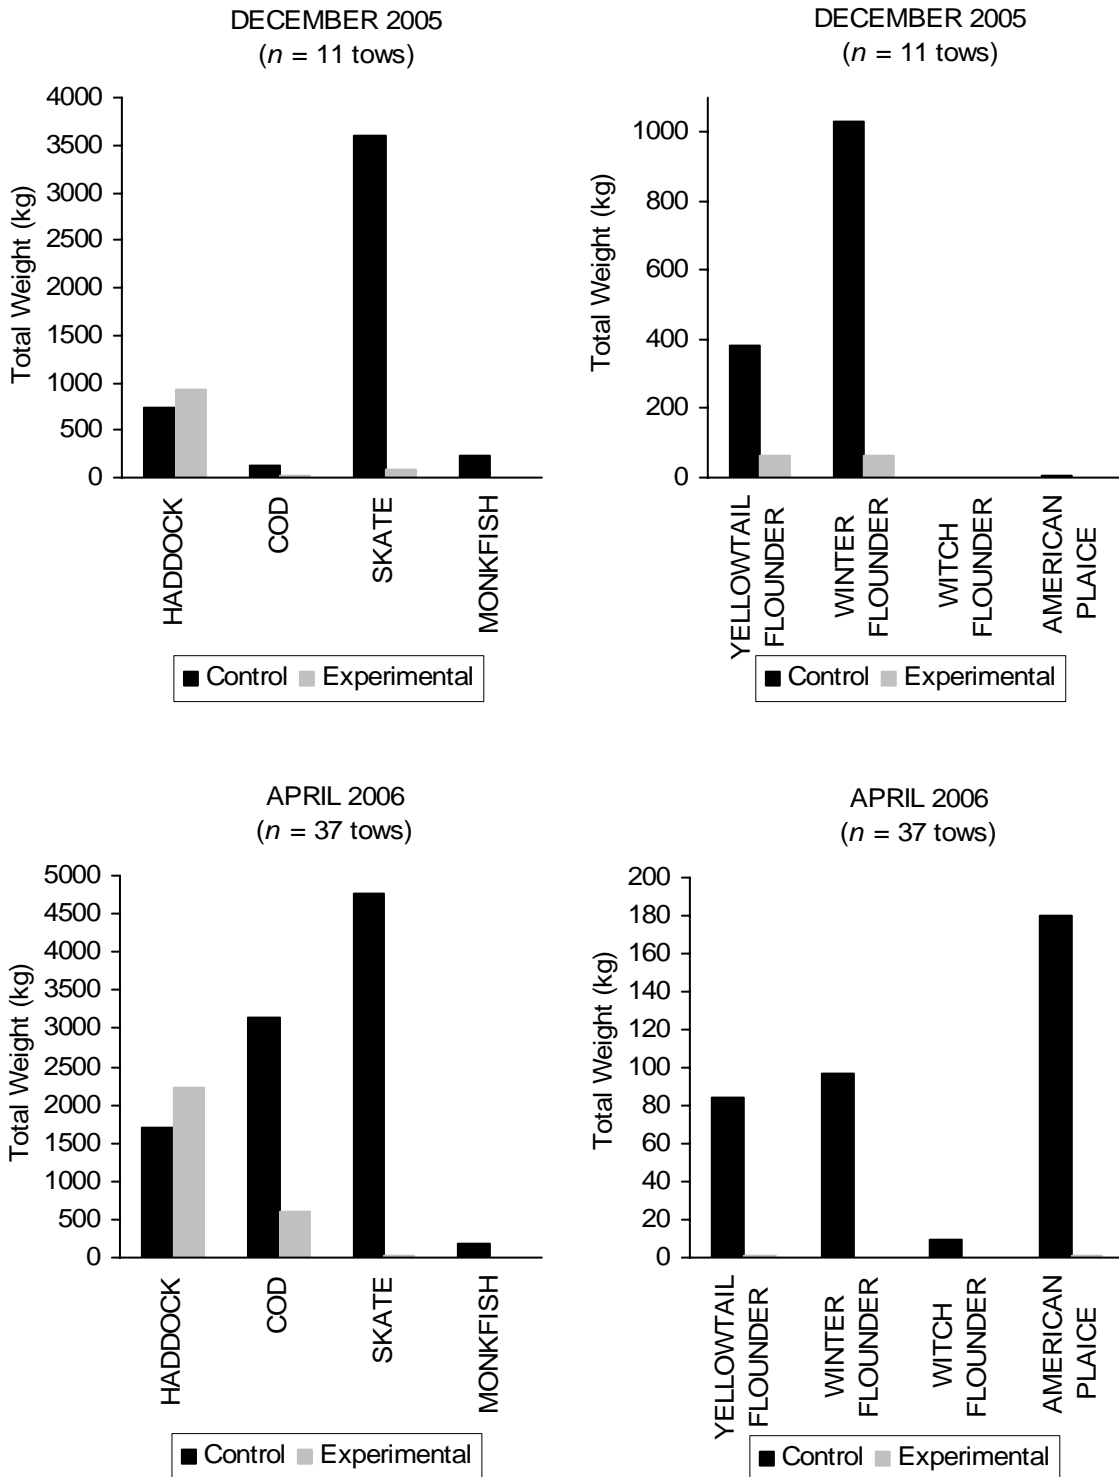 DECEMBER 2005
(n = 11 tows)
4000
3500
3000
2500
2000
1500
1000
500
0
Total Weight (kg)
HADDOCK
COD
SKATE
MONKFISH
Control Experimental
DECEMBER 2005
(n = 11 tows)
1000
800
600
400
200
0
Total Weight (kg)
YELLOWTAIL
FLOUNDER
WINTER
FLOUNDER
WITCH
FLOUNDER
AMERICAN
PLAICE
Control Experimental
APRIL 2006
(n = 37 tows)
5000
4500
4000
3500
3000
2500
2000
1500
1000
500
0
Total Weight (kg)
HADDOCK
COD
SKATE
MONKFISH
Control Experimental
APRIL 2006
(n = 37 tows)
200
180
160
140
120
100
80
60
40
20
0
Total Weight (kg)
YELLOWTAIL
FLOUNDER
WINTER
FLOUNDER
WITCH
FLOUNDER
AMERICAN
PLAICE
Control Experimental